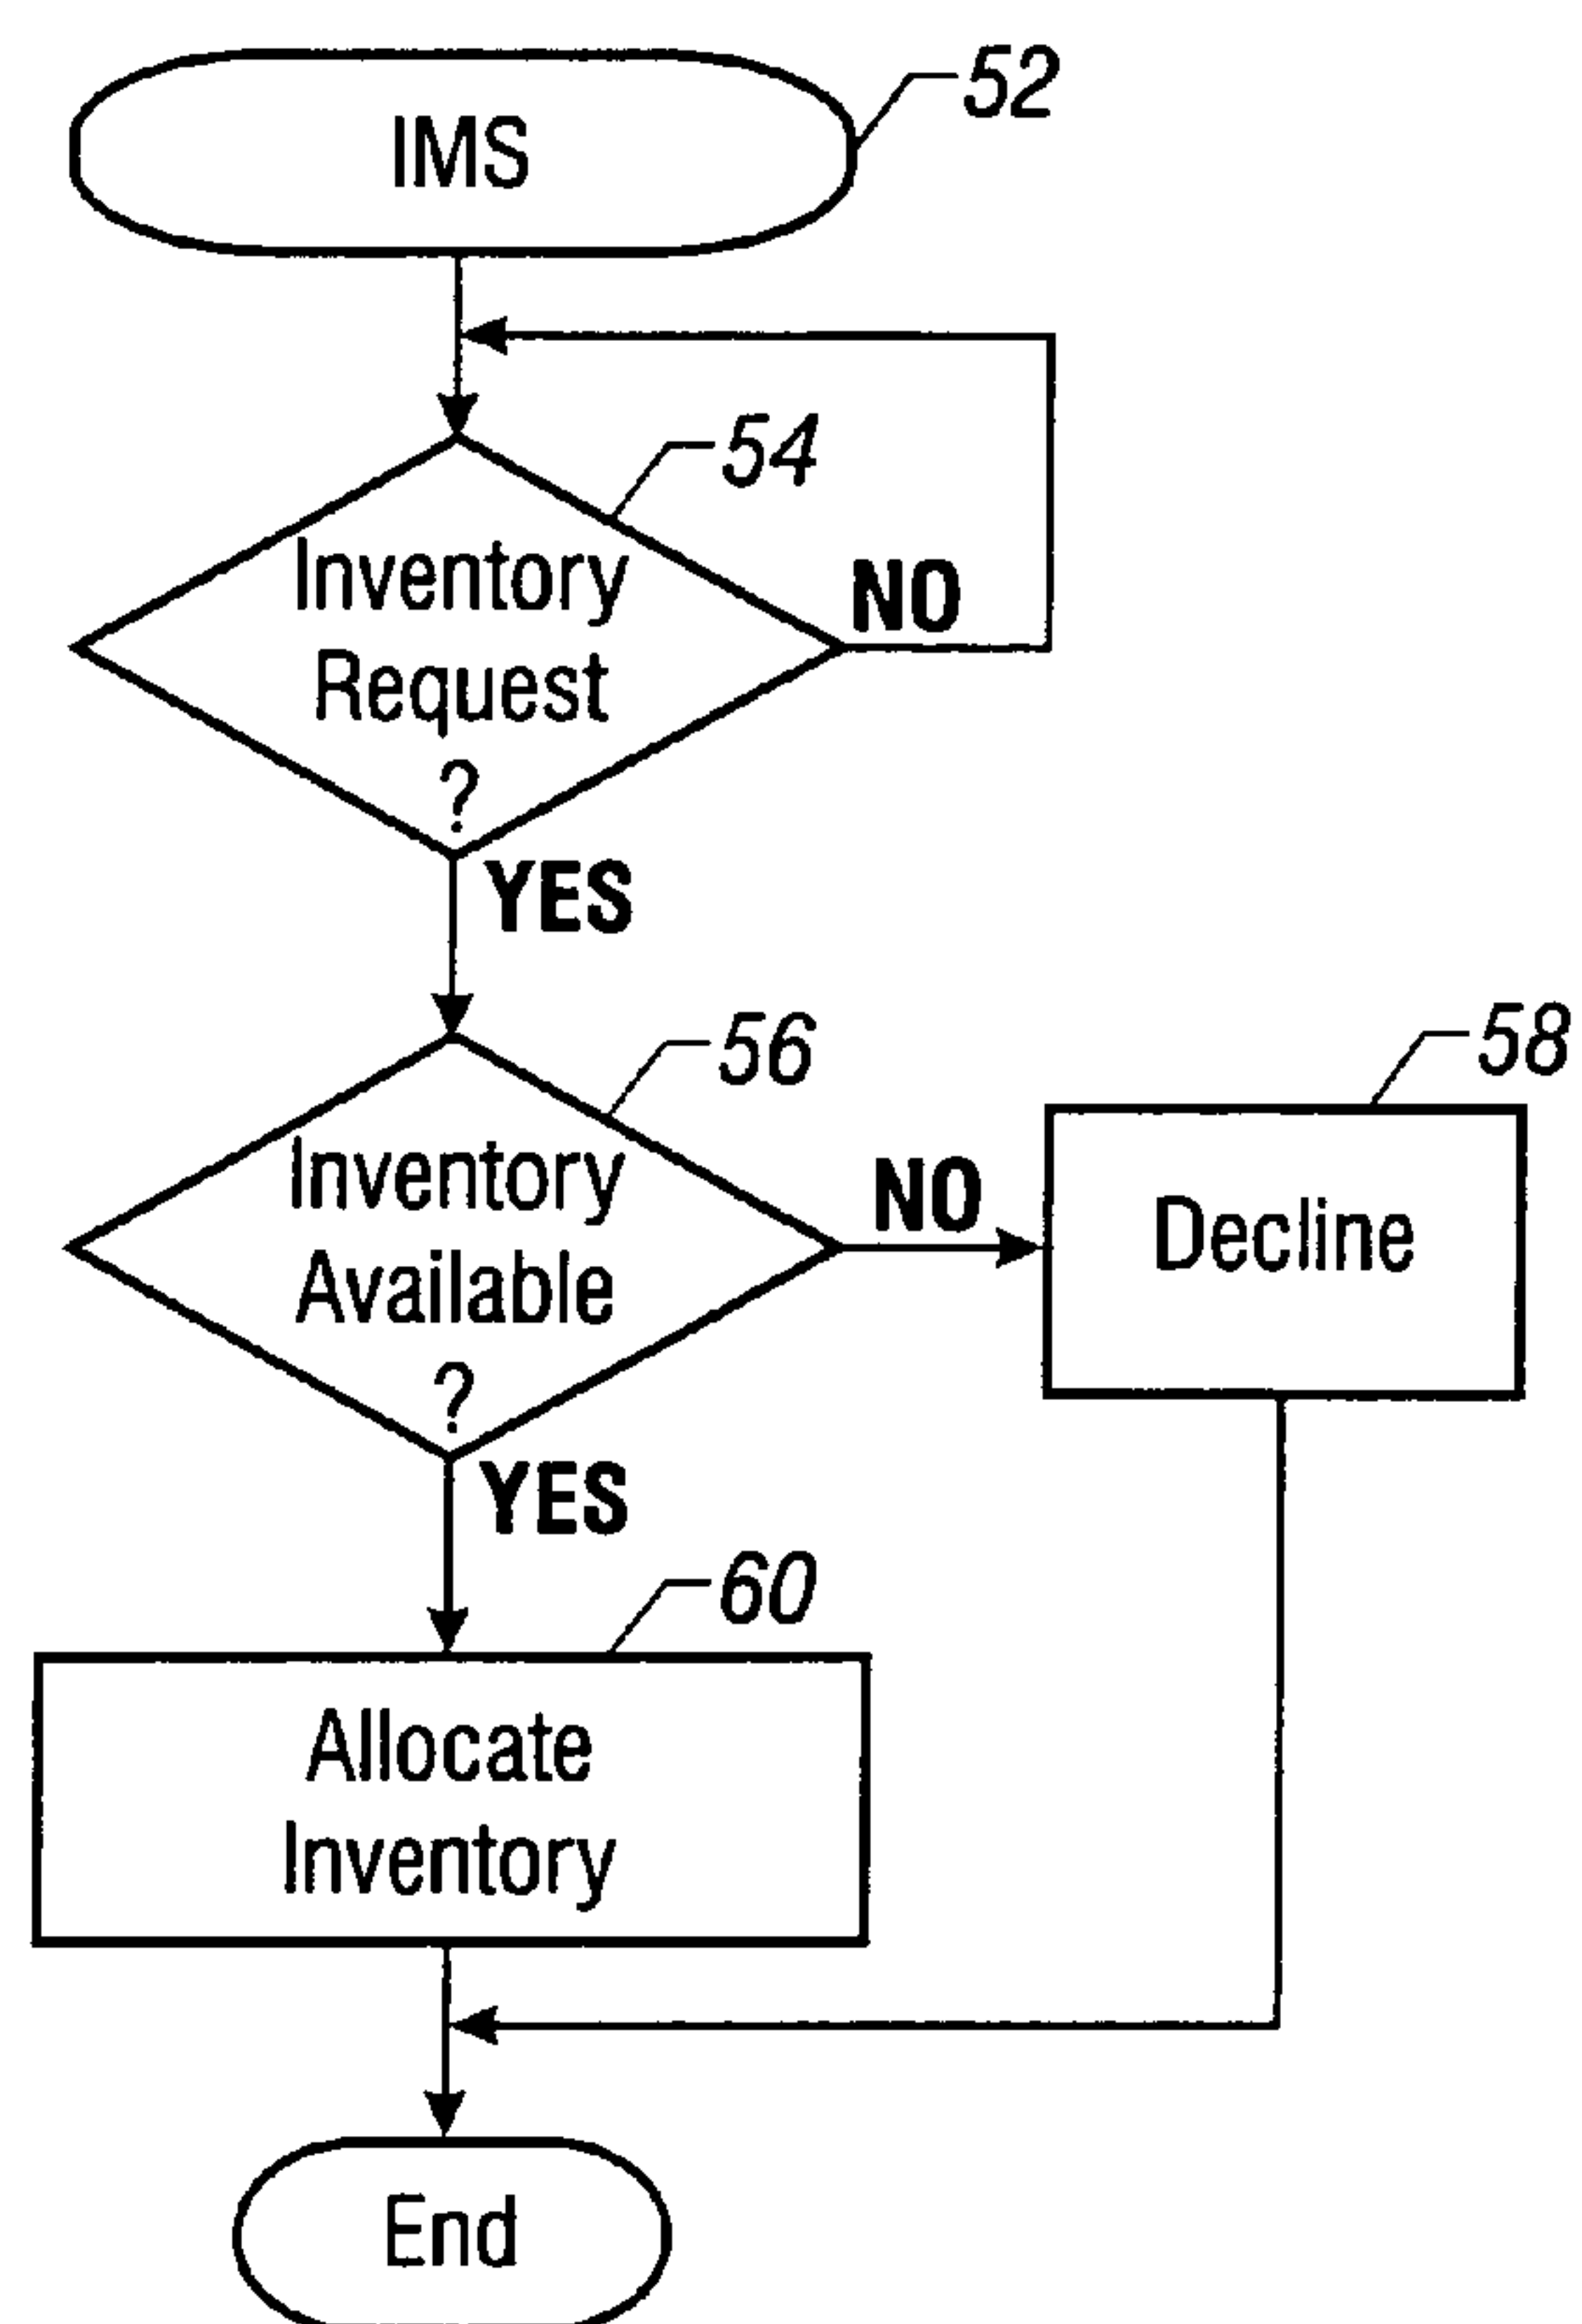 IMS
52
54
Inventory
Request
?
NO
YES
56
Inventory
Available
?
NO
58
Decline
YES
60
Allocate
Inventory
End